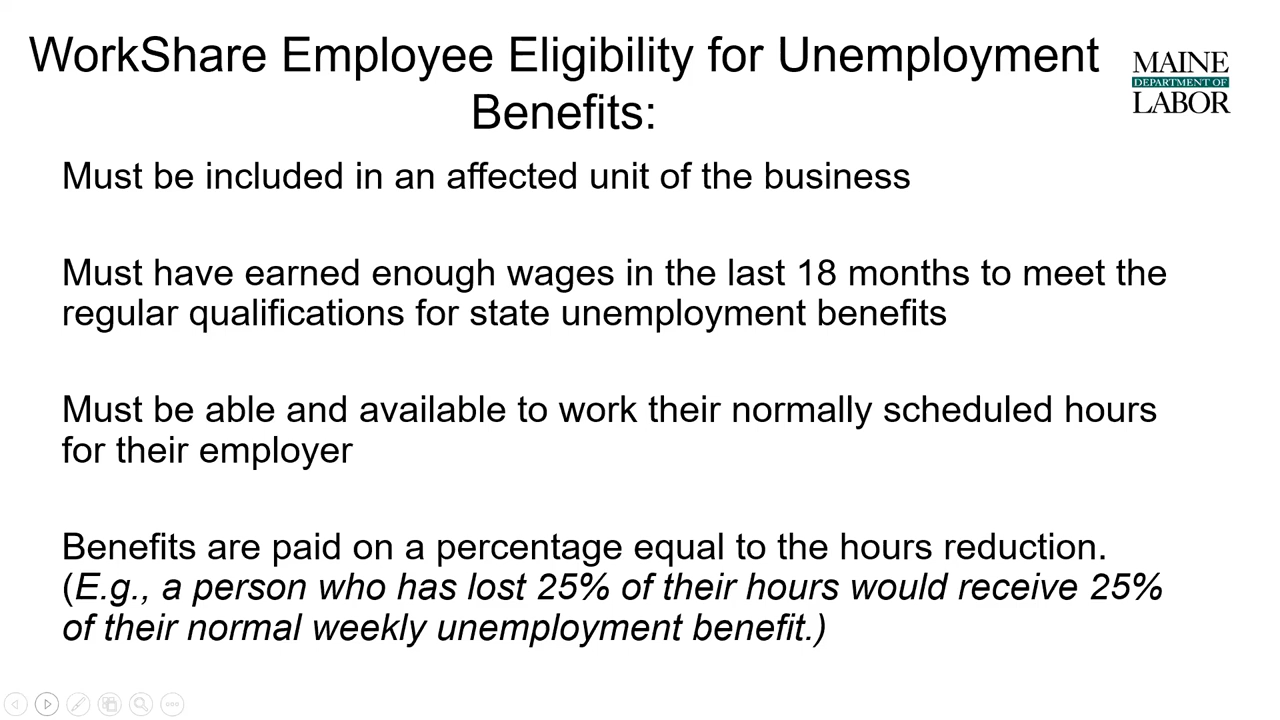 WorkShare Employee Eligibility for Unemployment
Benefits:
MAINE
DEPARTMENT OF
LABOR
Must be included in an affected unit of the business
Must have earned enough wages in the last 18 months to meet the
regular qualifications for state unemployment benefits
Must be able and available to work their normally scheduled hours
for their employer
Benefits are paid on a percentage equal to the hours reduction.
(E.g., a person who has lost 25% of their hours would receive 25%
of their normal weekly unemployment benefit.)